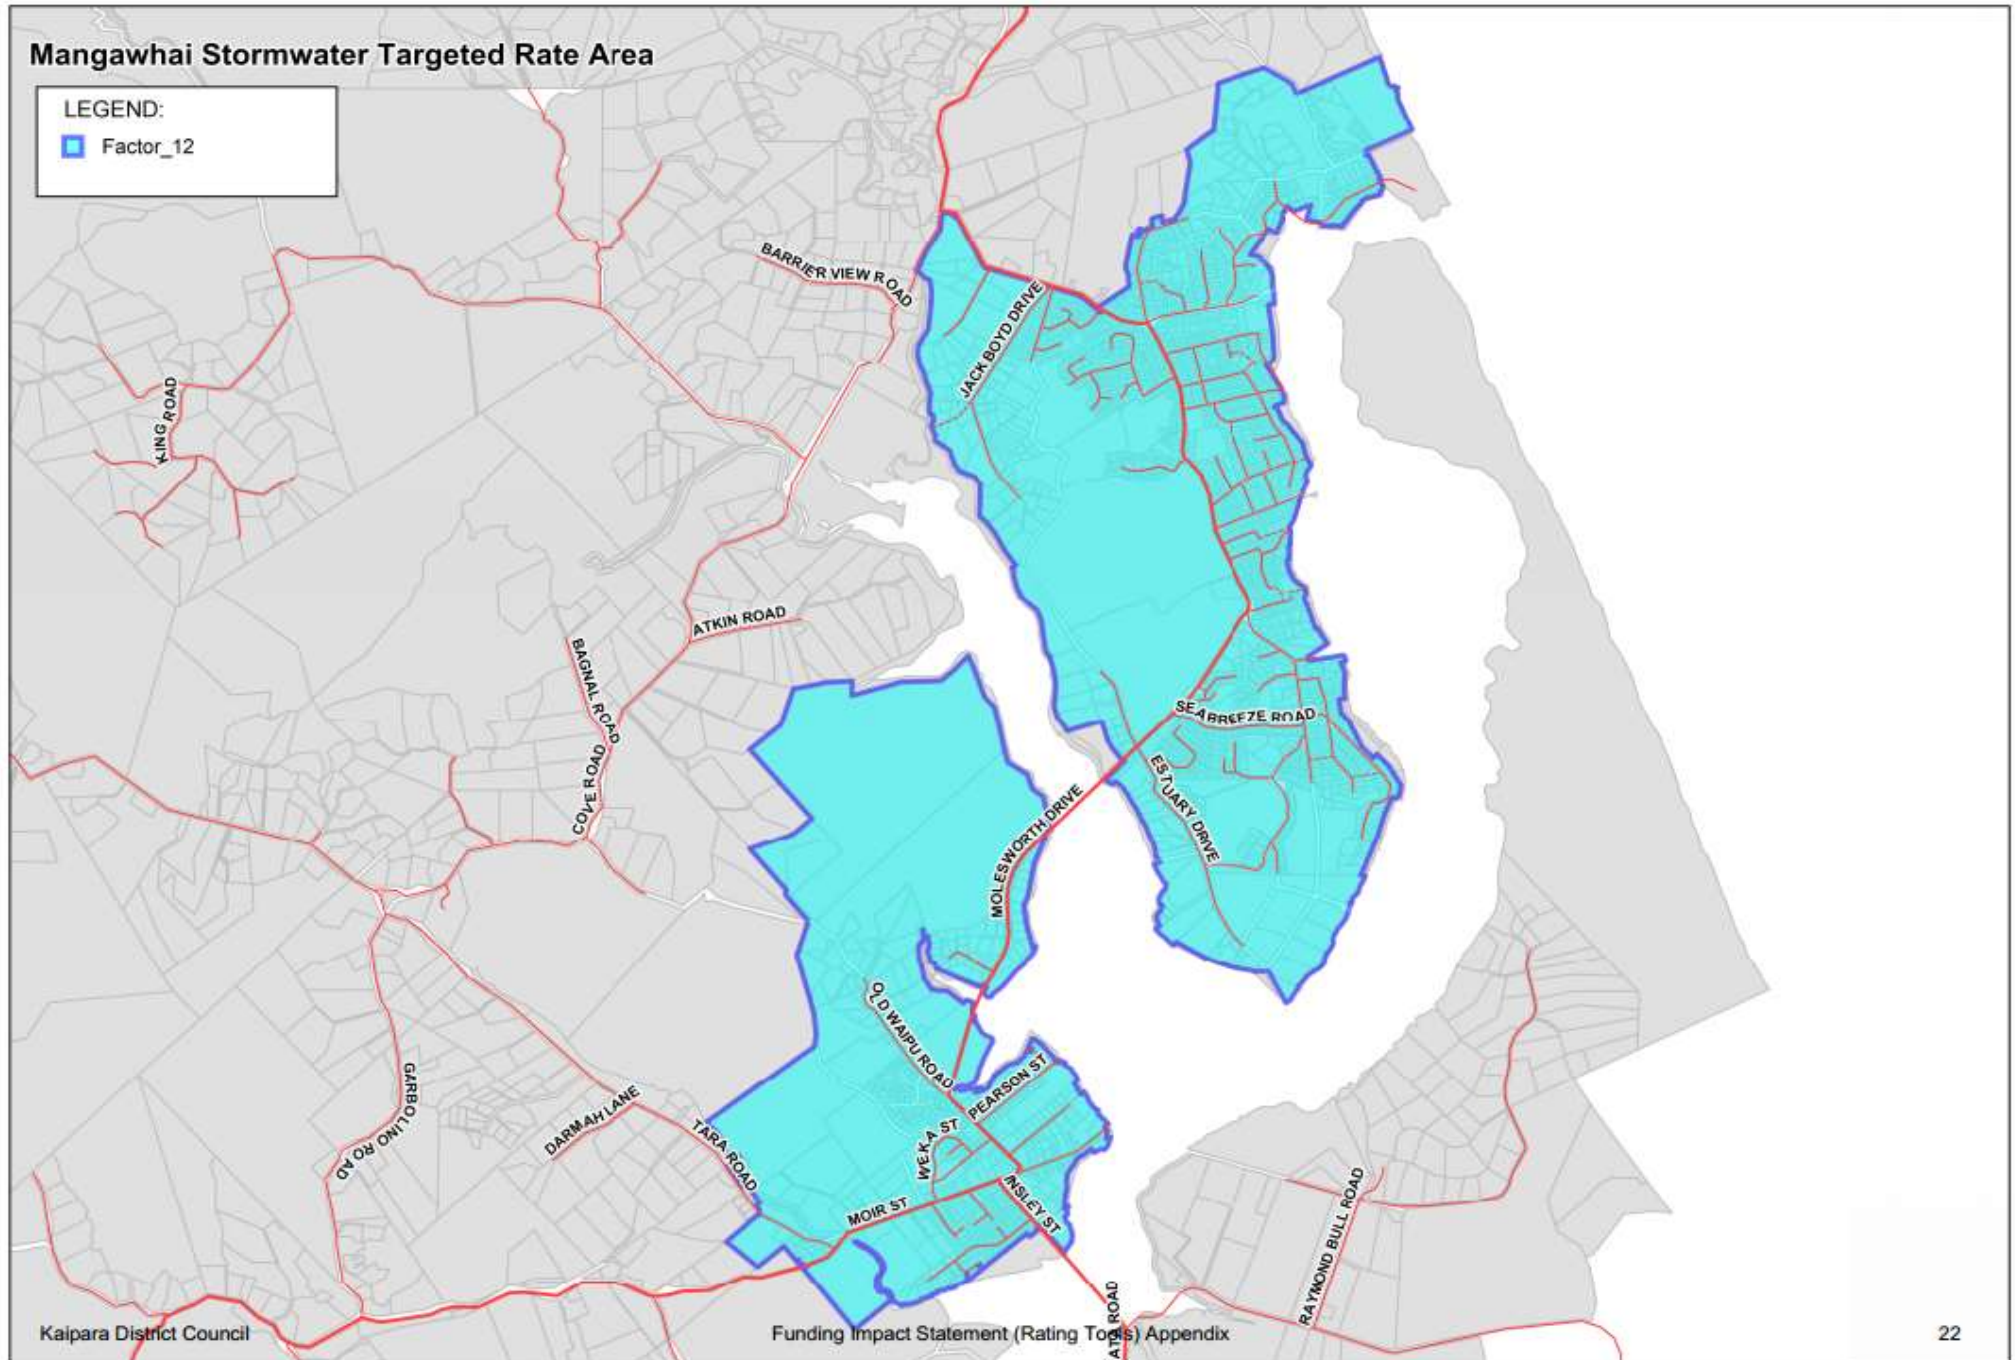 Mangawhai Stormwater Targeted Rate Area
LEGEND:
Factor_12
BARRIER VIEW ROAD
JACK BOYD DRIVE
KING ROAD
ATKIN ROAD
BAGNAL ROAD
COVE ROAD
SEABREEZE ROAD
ESTUARY DRIVE
MOLESWORTH DRIVE
OLD WAIPU ROAD
PEARSON ST
WEKA ST
GARBOLINO ROAD
DARMAH LANE
TARA ROAD
MOIR ST
INSLEY ST
RAYMOND BULL ROAD
ROAD
Kaipara District Council
Funding Impact Statement (Rating Tools) Appendix
22